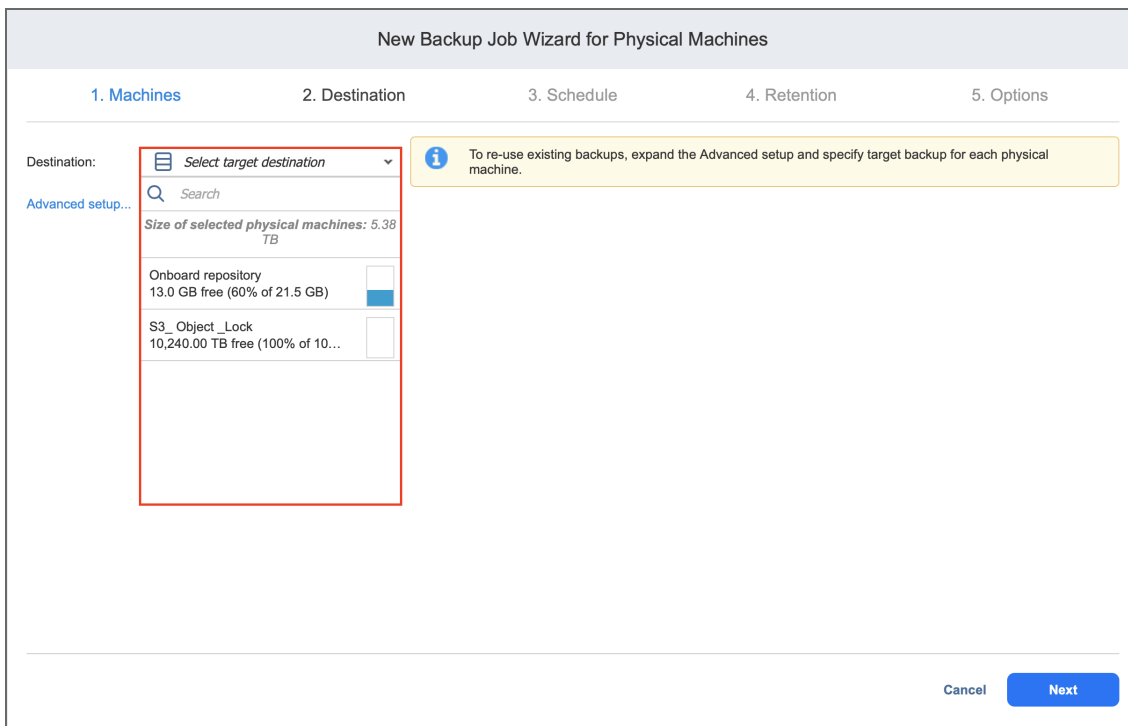 New Backup Job Wizard for Physical Machines
1. Machines
2. Destination
3. Schedule
4. Retention
5. Options
Destination:
Select target destination
To re-use existing backups, expand the Advanced setup and specify target backup for each physical
machine.
Advanced setup...
Search
Size of selected physical machines: 5.38
TB
Onboard repository
13.0 GB free (60% of 21.5 GB)
S3_ Object _Lock
10,240.00 TB free (100% of 10...
Cancel
Next